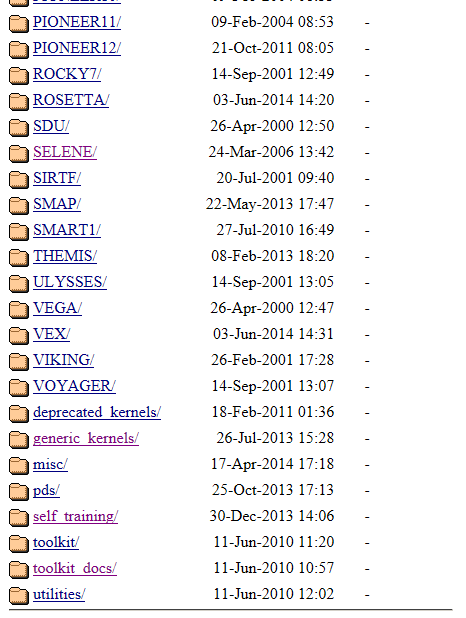 PIONEER11/ 09-Feb-2004 08:53 -
PIONEER12/ 21-Oct-2011 08:05 -
ROCKY7/ 14-Sep-2001 12:49 -
ROSETTA/ 03-Jun-2014 14:20 -
SDU/ 26-Apr-2000 12:50 -
SELENE/ 24-Mar-2006 13:42 -
SIRTF/ 20-Jul-2001 09:40 -
SMAP/ 22-May-2013 17:47 -
SMART1/ 27-Jul-2010 16:49 -
THEMIS/ 08-Feb-2013 18:20 -
ULYSSES/ 14-Sep-2001 13:05 -
VEGA/ 26-Apr-2000 12:47 -
VEX/ 03-Jun-2014 14:31 -
VIKING/ 26-Feb-2001 17:28 -
VOYAGER/ 14-Sep-2001 13:07 -
deprecated_kernels/ 18-Feb-2011 01:36 -
generic_kernels/ 26-Jul-2013 15:28 -
misc/ 17-Apr-2014 17:18 -
pds/ 25-Oct-2013 17:13 -
self_training/ 30-Dec-2013 14:06 -
toolkit/ 11-Jun-2010 11:20 -
toolkit_docs/ 11-Jun-2010 10:57 -
utilities/ 11-Jun-2010 12:02 -